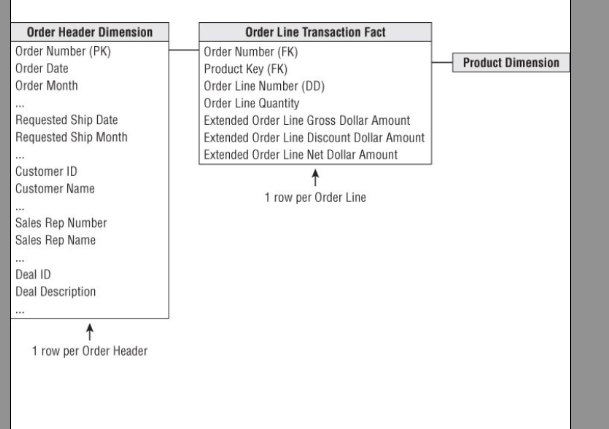 Order Header Dimension
Order Number (PK)
Order Date
Order Month
...
Requested Ship Date
Requested Ship Month
...
Customer ID
Customer Name
...
Sales Rep Number
Sales Rep Name
...
Deal ID
Deal Description
...
1 row per Order Header
Order Line Transaction Fact
Order Number (FK)
Product Key (FK)
Order Line Number (DD)
Order Line Quantity
Extended Order Line Gross Dollar Amount
Extended Order Line Discount Dollar Amount
Extended Order Line Net Dollar Amount
1 row per Order Line
Product Dimension